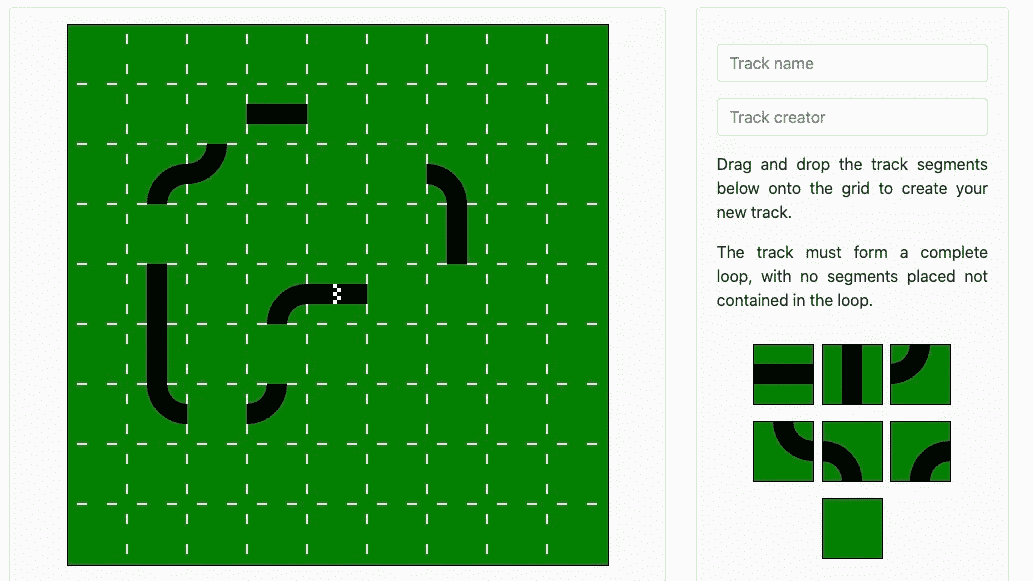 Track name
Track creator
Drag and drop the track segments
below onto the grid to create your
new track.
The track must form a complete
loop, with no segments placed not
contained in the loop.